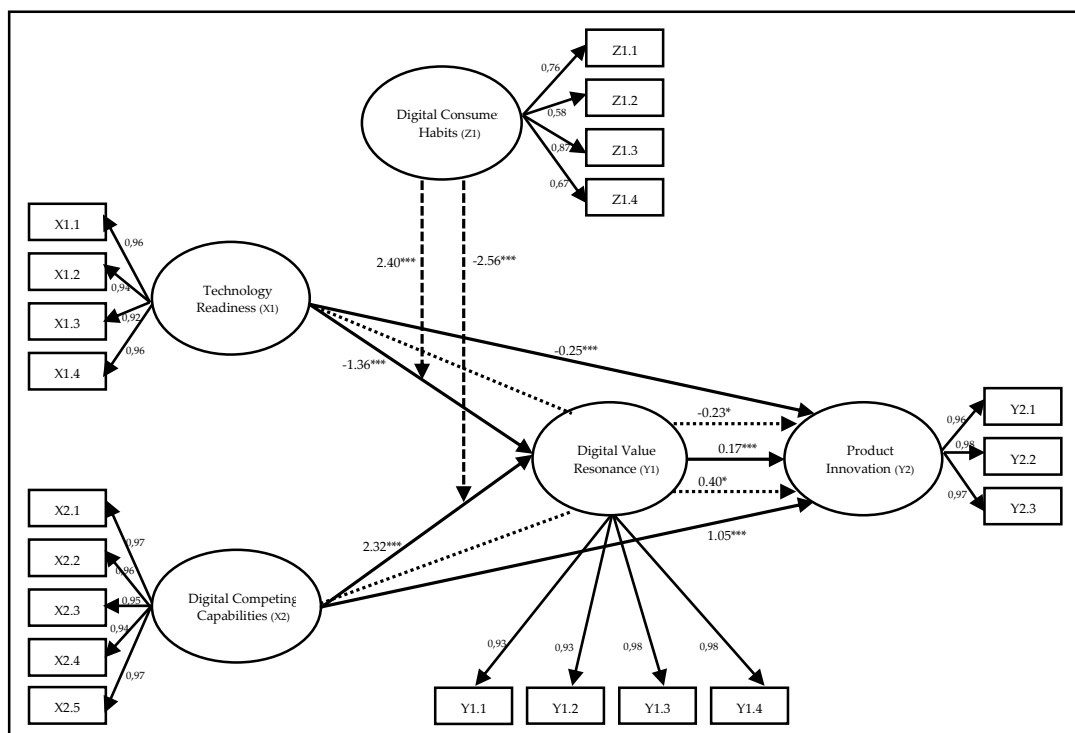 Z1.1
0,76
Z1.2
0,58
Digital Consume
Habits (Z1)
Z1.3
0,87
Z1.4
0,67
X1.1
0,96
X1.2
0,94
X1.3
0,92
X1.4
0,96
Technology
Readiness (X1)
2.40***
-2.56***
-1.36***
-0.25***
-0.23*
0.17***
0.40*
Digital Value
Resonance (Y1)
Product
Innovation (Y2)
Y2.1
0,96
Y2.2
0,98
Y2.3
0,97
X2.1
0,97
X2.2
0,96
X2.3
0,95
X2.4
0,94
X2.5
0,97
Digital Competing
Capabilities (X2)
2.32***
1.05***
0,93
0,93
0,98
0,98
Y1.1
Y1.2
Y1.3
Y1.4